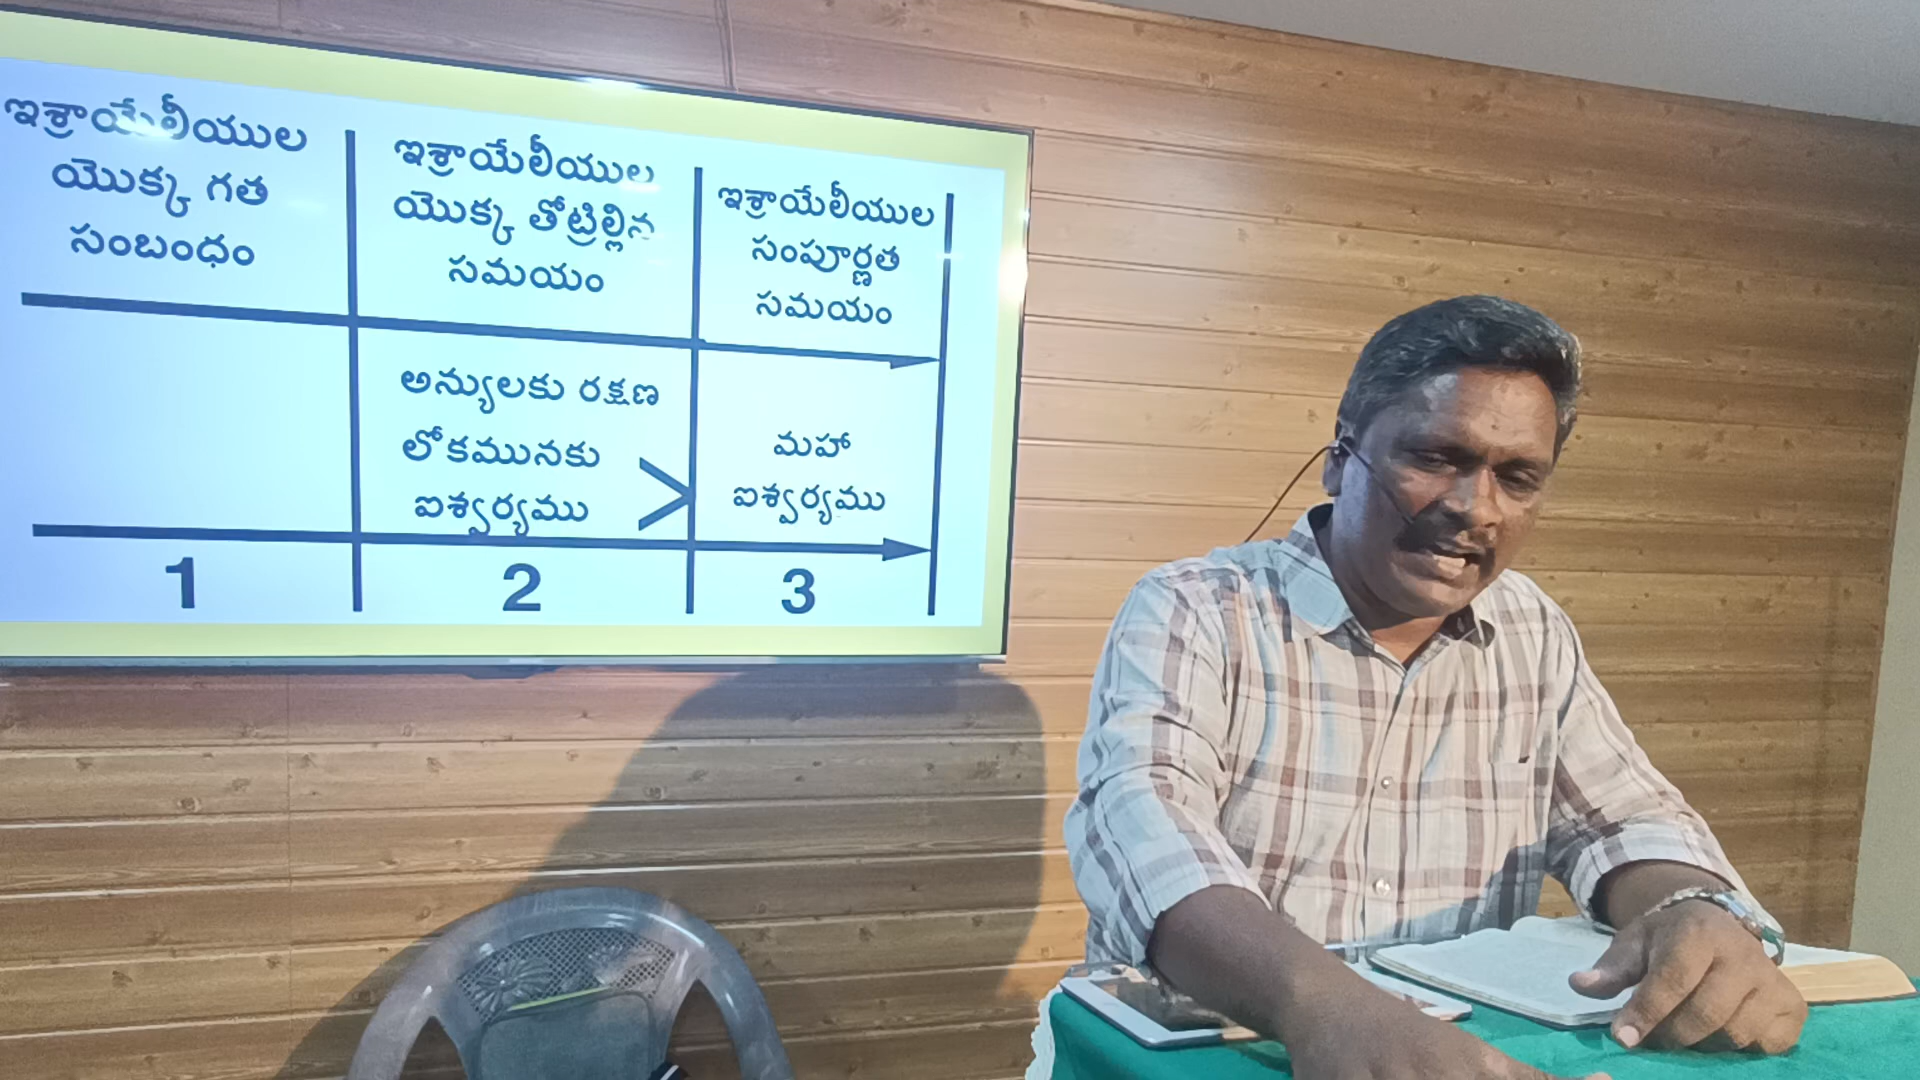 ఇశ్రాయేలీయుల
యొక్క గత
సంబంధం
ఇశ్రాయేలీయుల
యొక్క తోట్రిల్లిన
సమయం
ఇశ్రాయేలీయుల
సంపూర్ణత
సమయం
అన్యులకు రక్షణ
లోకమునకు
ఐశ్వర్యము
>
మహా
ఐశ్వర్యము
1
2
3